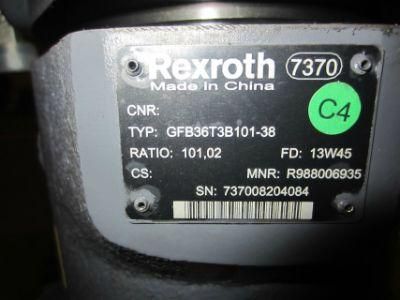 Rexroth 7370
Made in China
CNR: C4
TYP: GFB36T3B101-38
RATIO: 101,02 FD: 13W45
CS: MNR: R988006935
SN: 737008204084